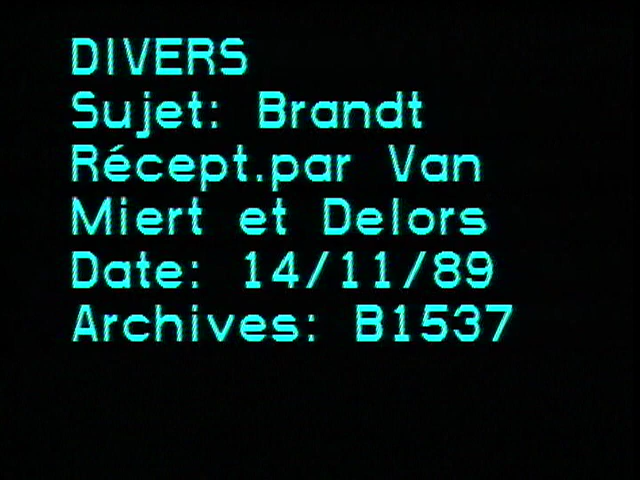 DIVERS
Sujet: Brandt
Récept.par Van
Miert et Delors
Date: 14/11/89
Archives: B1537